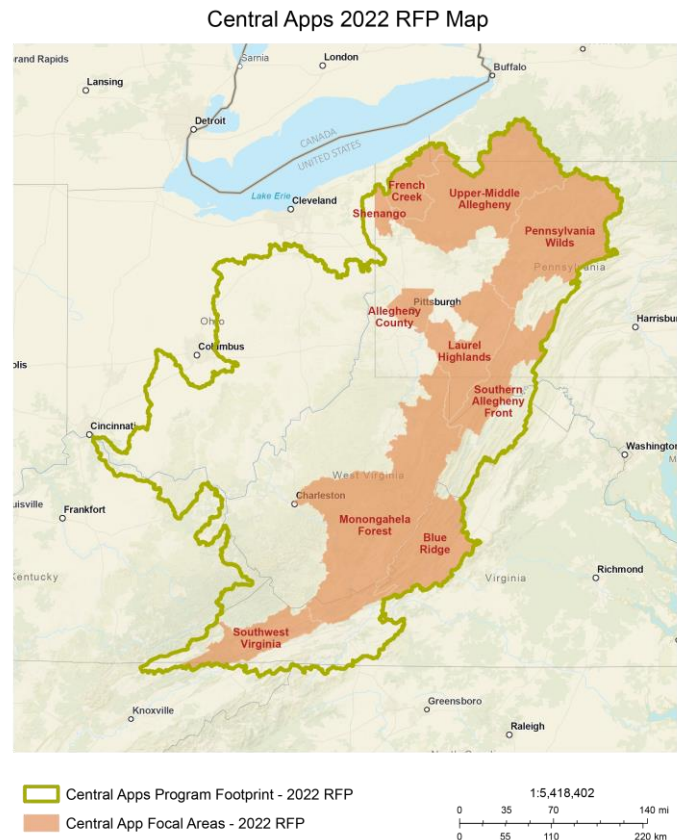 Central Apps 2022 RFP Map
rand Rapids
Sarnia
London
Buffalo
Lansing
Detroit
CANADA
UNITED STATES
Lake Erie
Cleveland
French
Creek
Upper-Middle
Allegheny
Shenango
Pennsylvania
Wilds
Pennsylvania
Pittsburgh
Allegheny
County
Harrisbu
Ohio
Columbus
olis
Laurel
Highlands
Southern
Allegheny
Front
Cincinnati
Washington
West Virginia
Charleston
uisville
Frankfort
Monongahela
Forest
Blue
Ridge
Kentucky
Virginia
Richmond
Southwest
Virginia
Knoxville
Greensboro
Raleigh
Central Apps Program Footprint - 2022 RFP
Central App Focal Areas - 2022 RFP
1:5,418,402
0 35 70 140 mi
0 55 110 220 km